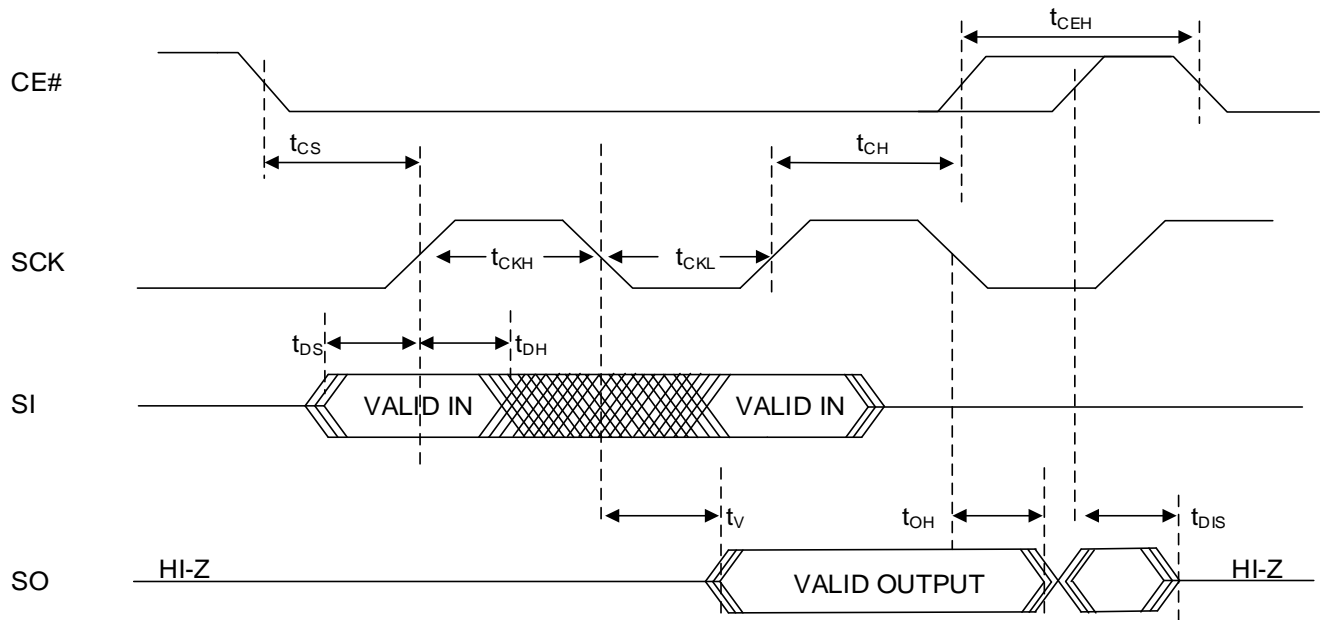 tCEH
CE#
tCS
tCH
SCK
tCKH
tCKL
tDS
tDH
SI
VALID IN
VALID IN
tV
tOH
tDIS
SO
HI-Z
VALID OUTPUT
HI-Z